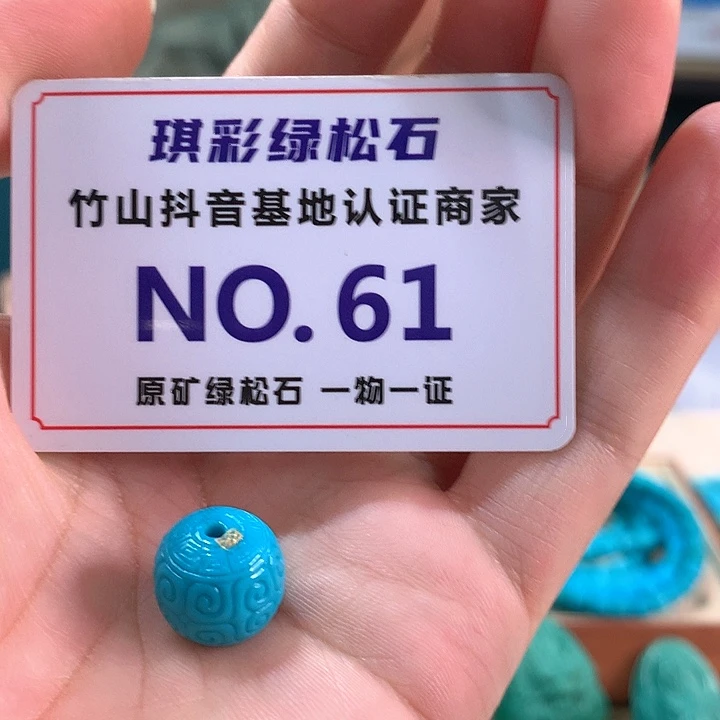 琪彩绿松石
竹山抖音基地认证商家
NO. 61
原矿绿松石 一物一证